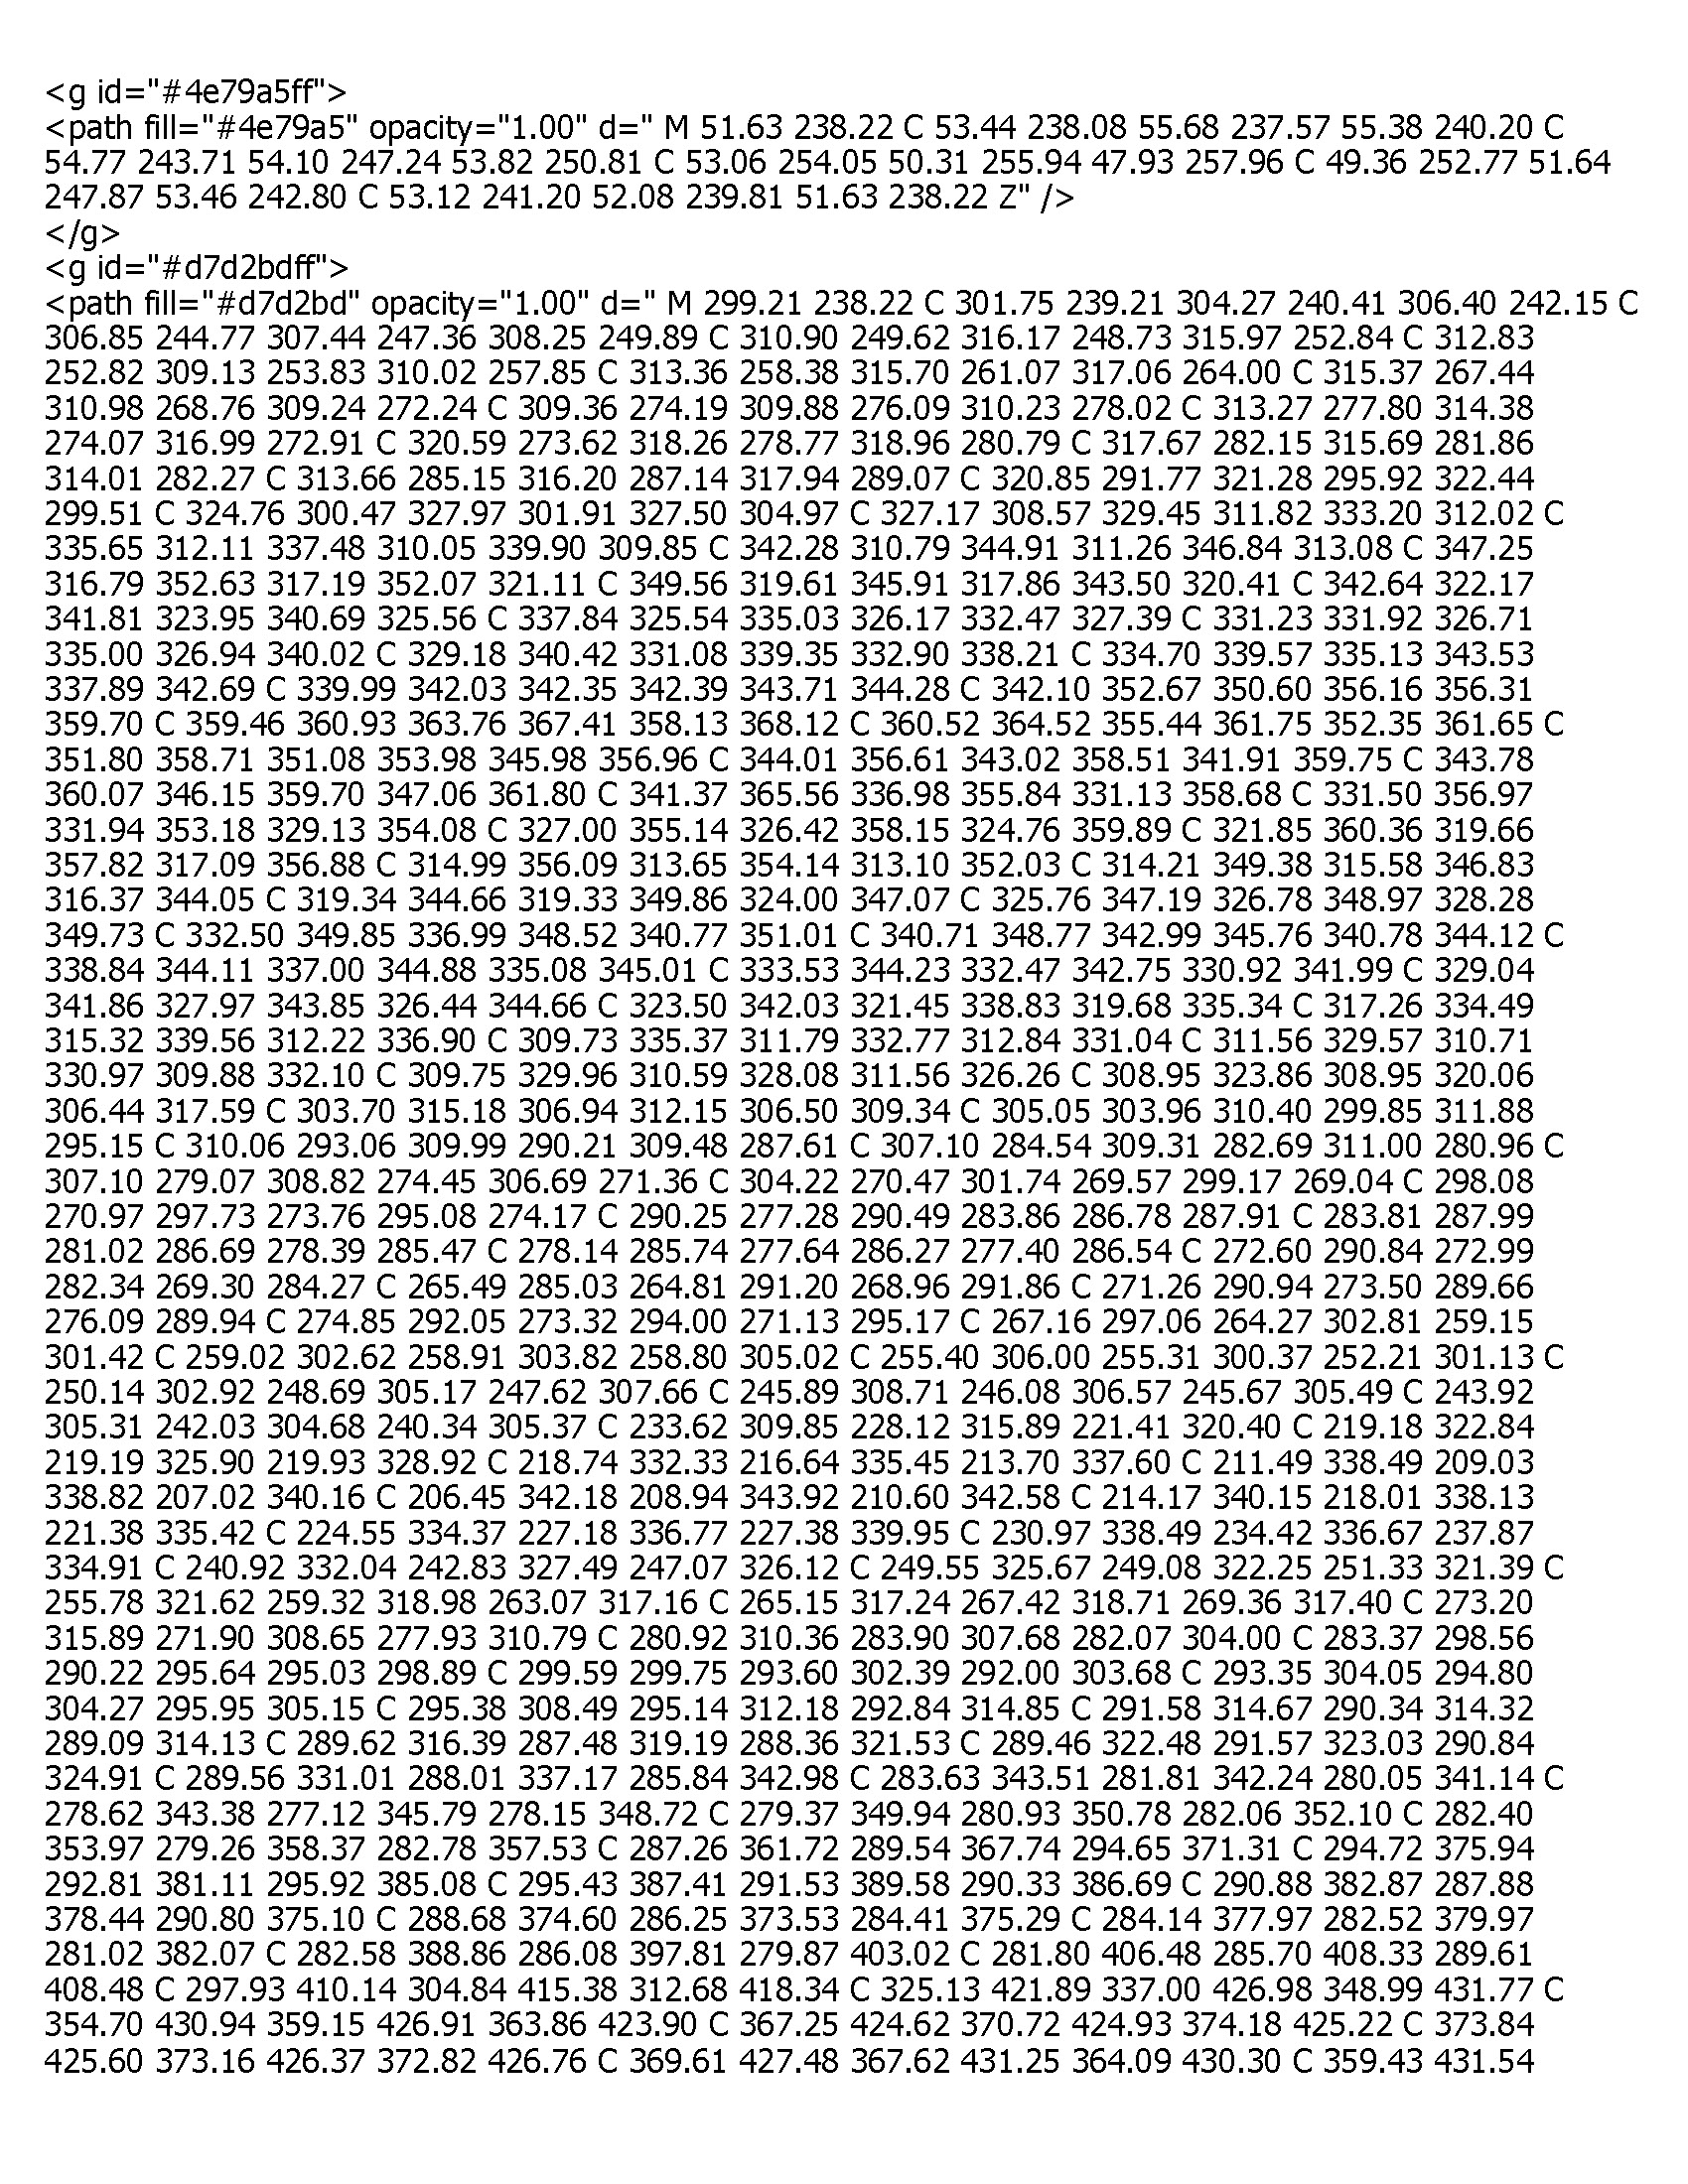 <g id="#4e79a5ff">
<path fill="#4e79a5" opacity="1.00" d=" M 51.63 238.22 C 53.44 238.08 55.68 237.57 55.38 240.20 C
54.77 243.71 54.10 247.24 53.82 250.81 C 53.06 254.05 50.31 255.94 47.93 257.96 C 49.36 252.77 51.64
247.87 53.46 242.80 C 53.12 241.20 52.08 239.81 51.63 238.22 Z" />
</g>
<g id="#d7d2bdff">
<path fill="#d7d2bd" opacity="1.00" d=" M 299.21 238.22 C 301.75 239.21 304.27 240.41 306.40 242.15 C
306.85 244.77 307.44 247.36 308.25 249.89 C 310.90 249.62 316.17 248.73 315.97 252.84 C 312.83
252.82 309.13 253.83 310.02 257.85 C 313.36 258.38 315.70 261.07 317.06 264.00 C 315.37 267.44
310.98 268.76 309.24 272.24 C 309.36 274.19 309.88 276.09 310.23 278.02 C 313.27 277.80 314.38
274.07 316.99 272.91 C 320.59 273.62 318.26 278.77 318.96 280.79 C 317.67 282.15 315.69 281.86
314.01 282.27 C 313.66 285.15 316.20 287.14 317.94 289.07 C 320.85 291.77 321.28 295.92 322.44
299.51 C 324.76 300.47 327.97 301.91 327.50 304.97 C 327.17 308.57 329.45 311.82 333.20 312.02 C
335.65 312.11 337.48 310.05 339.90 309.85 C 342.28 310.79 344.91 311.26 346.84 313.08 C 347.25
316.79 352.63 317.19 352.07 321.11 C 349.56 319.61 345.91 317.86 343.50 320.41 C 342.64 322.17
341.81 323.95 340.69 325.56 C 337.84 325.54 335.03 326.17 332.47 327.39 C 331.23 331.92 326.71
335.00 326.94 340.02 C 329.18 340.42 331.08 339.35 332.90 338.21 C 334.70 339.57 335.13 343.53
337.89 342.69 C 339.99 342.03 342.35 342.39 343.71 344.28 C 342.10 352.67 350.60 356.16 356.31
359.70 C 359.46 360.93 363.76 367.41 358.13 368.12 C 360.52 364.52 355.44 361.75 352.35 361.65 C
351.80 358.71 351.08 353.98 345.98 356.96 C 344.01 356.61 343.02 358.51 341.91 359.75 C 343.78
360.07 346.15 359.70 347.06 361.80 C 341.37 365.56 336.98 355.84 331.13 358.68 C 331.50 356.97
331.94 353.18 329.13 354.08 C 327.00 355.14 326.42 358.15 324.76 359.89 C 321.85 360.36 319.66
357.82 317.09 356.88 C 314.99 356.09 313.65 354.14 313.10 352.03 C 314.21 349.38 315.58 346.83
316.37 344.05 C 319.34 344.66 319.33 349.86 324.00 347.07 C 325.76 347.19 326.78 348.97 328.28
349.73 C 332.50 349.85 336.99 348.52 340.77 351.01 C 340.71 348.77 342.99 345.76 340.78 344.12 C
338.84 344.11 337.00 344.88 335.08 345.01 C 333.53 344.23 332.47 342.75 330.92 341.99 C 329.04
341.86 327.97 343.85 326.44 344.66 C 323.50 342.03 321.45 338.83 319.68 335.34 C 317.26 334.49
315.32 339.56 312.22 336.90 C 309.73 335.37 311.79 332.77 312.84 331.04 C 311.56 329.57 310.71
330.97 309.88 332.10 C 309.75 329.96 310.59 328.08 311.56 326.26 C 308.95 323.86 308.95 320.06
306.44 317.59 C 303.70 315.18 306.94 312.15 306.50 309.34 C 305.05 303.96 310.40 299.85 311.88
295.15 C 310.06 293.06 309.99 290.21 309.48 287.61 C 307.10 284.54 309.31 282.69 311.00 280.96 C
307.10 279.07 308.82 274.45 306.69 271.36 C 304.22 270.47 301.74 269.57 299.17 269.04 C 298.08
270.97 297.73 273.76 295.08 274.17 C 290.25 277.28 290.49 283.86 286.78 287.91 C 283.81 287.99
281.02 286.69 278.39 285.47 C 278.14 285.74 277.64 286.27 277.40 286.54 C 272.60 290.84 272.99
282.34 269.30 284.27 C 265.49 285.03 264.81 291.20 268.96 291.86 C 271.26 290.94 273.50 289.66
276.09 289.94 C 274.85 292.05 273.32 294.00 271.13 295.17 C 267.16 297.06 264.27 302.81 259.15
301.42 C 259.02 302.62 258.91 303.82 258.80 305.02 C 255.40 306.00 255.31 300.37 252.21 301.13 C
250.14 302.92 248.69 305.17 247.62 307.66 C 245.89 308.71 246.08 306.57 245.67 305.49 C 243.92
305.31 242.03 304.68 240.34 305.37 C 233.62 309.85 228.12 315.89 221.41 320.40 C 219.18 322.84
219.19 325.90 219.93 328.92 C 218.74 332.33 216.64 335.45 213.70 337.60 C 211.49 338.49 209.03
338.82 207.02 340.16 C 206.45 342.18 208.94 343.92 210.60 342.58 C 214.17 340.15 218.01 338.13
221.38 335.42 C 224.55 334.37 227.18 336.77 227.38 339.95 C 230.97 338.49 234.42 336.67 237.87
334.91 C 240.92 332.04 242.83 327.49 247.07 326.12 C 249.55 325.67 249.08 322.25 251.33 321.39 C
255.78 321.62 259.32 318.98 263.07 317.16 C 265.15 317.24 267.42 318.71 269.36 317.40 C 273.20
315.89 271.90 308.65 277.93 310.79 C 280.92 310.36 283.90 307.68 282.07 304.00 C 283.37 298.56
290.22 295.64 295.03 298.89 C 299.59 299.75 293.60 302.39 292.00 303.68 C 293.35 304.05 294.80
304.27 295.95 305.15 C 295.38 308.49 295.14 312.18 292.84 314.85 C 291.58 314.67 290.34 314.32
289.09 314.13 C 289.62 316.39 287.48 319.19 288.36 321.53 C 289.46 322.48 291.57 323.03 290.84
324.91 C 289.56 331.01 288.01 337.17 285.84 342.98 C 283.63 343.51 281.81 342.24 280.05 341.14 C
278.62 343.38 277.12 345.79 278.15 348.72 C 279.37 349.94 280.93 350.78 282.06 352.10 C 282.40
353.97 279.26 358.37 282.78 357.53 C 287.26 361.72 289.54 367.74 294.65 371.31 C 294.72 375.94
292.81 381.11 295.92 385.08 C 295.43 387.41 291.53 389.58 290.33 386.69 C 290.88 382.87 287.88
378.44 290.80 375.10 C 288.68 374.60 286.25 373.53 284.41 375.29 C 284.14 377.97 282.52 379.97
281.02 382.07 C 282.58 388.86 286.08 397.81 279.87 403.02 C 281.80 406.48 285.70 408.33 289.61
408.48 C 297.93 410.14 304.84 415.38 312.68 418.34 C 325.13 421.89 337.00 426.98 348.99 431.77 C
354.70 430.94 359.15 426.91 363.86 423.90 C 367.25 424.62 370.72 424.93 374.18 425.22 C 373.84
425.60 373.16 426.37 372.82 426.76 C 369.61 427.48 367.62 431.25 364.09 430.30 C 359.43 431.54